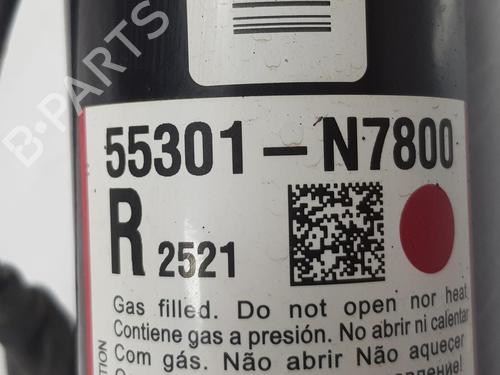 B-PARTS
55301-N7800
R 2521
Gas filled. Do not open nor heat
Contiene gas a presión. No abrir ni calentar
Com gás. Não abrir Não aquecer